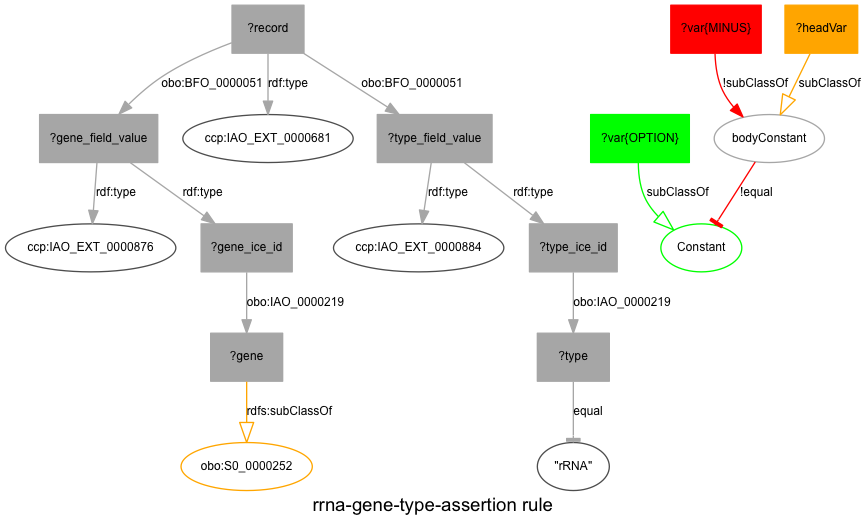 ?record
?var{MINUS}
?headVar
obo:BFO_0000051
rdf:type
obo:BFO_0000051
!subClassOf
subClassOf
?gene_field_value
ccp:IAO_EXT_0000681
?type_field_value
?var{OPTION}
bodyConstant
rdf:type
rdf:type
rdf:type
rdf:type
subClassOf
!equal
ccp:IAO_EXT_0000876
?gene_ice_id
ccp:IAO_EXT_0000884
?type_ice_id
Constant
obo:IAO_0000219
obo:IAO_0000219
?gene
?type
rdfs:subClassOf
equal
obo:S0_0000252
"rRNA"
rrna-gene-type-assertion rule